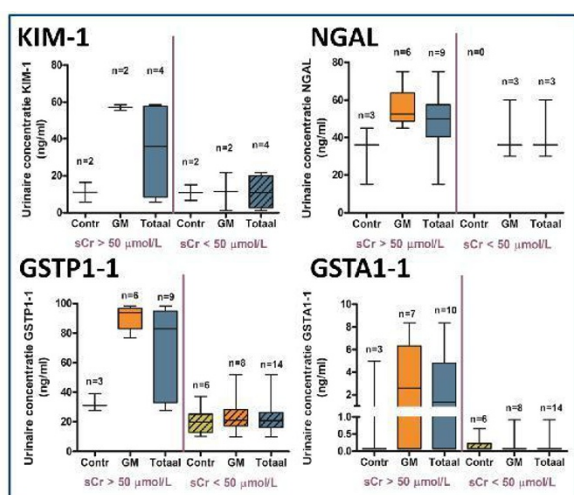 KIM-1
Urinaire concentratie KIM-1
(ng/ml)
80
60
40
20
0
n=2
n=2
n=4
n=2
n=2
n=4
Contr GM Totaal Contr GM Totaal
sCr > 50 µmol/L sCr < 50 µmol/L
NGAL
Urinaire concentratie NGAL
(ng/ml)
80
60
40
20
0
n=3
n=6
n=9
n=0
n=3
n=3
Contr GM Totaal Contr GM Totaal
sCr > 50 µmol/L sCr < 50 µmol/L
GSTP1-1
Urinaire concentratie GSTP1-1
(ng/ml)
100
80
60
40
20
0
n=3
n=6
n=9
n=6
n=8
n=14
Contr GM Totaal Contr GM Totaal
sCr > 50 µmol/L sCr < 50 µmol/L
GSTA1-1
Urinaire concentratie GSTA1-1
(ng/ml)
10
8
6
4
2
1.0
0.5
0.0
n=3
n=7
n=10
n=6
n=8
n=14
Contr GM Totaal Contr GM Totaal
sCr > 50 µmol/L sCr < 50 µmol/L